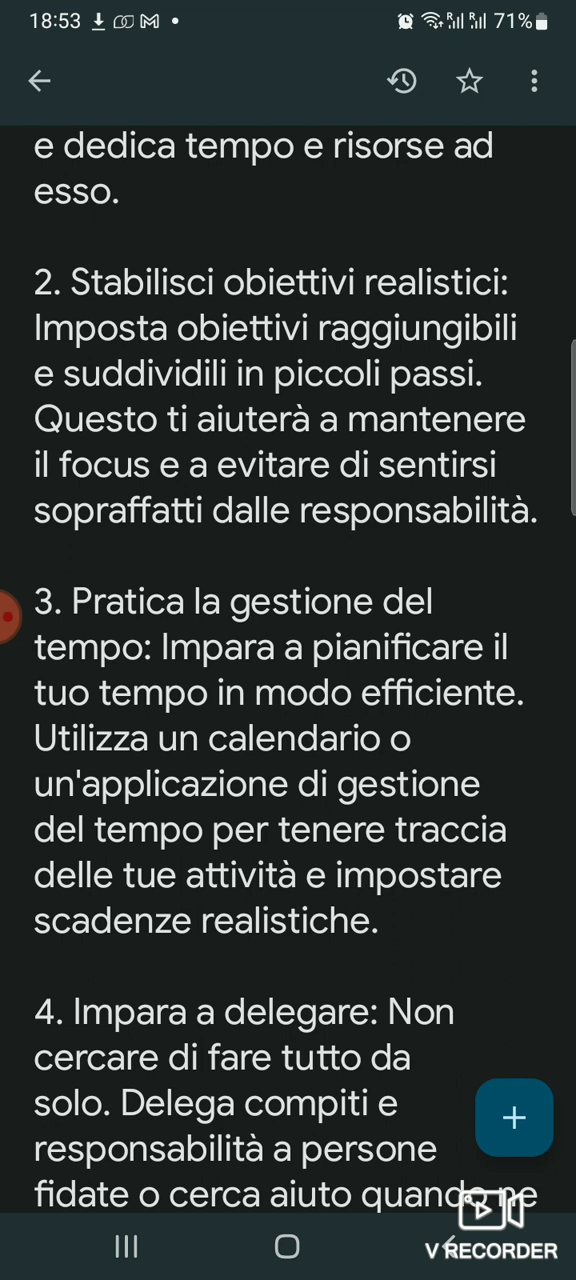 18:53
71%
e dedica tempo e risorse ad
esso.
2. Stabilisci obiettivi realistici:
Imposta obiettivi raggiungibili
e suddividili in piccoli passi.
Questo ti aiuterà a mantenere
il focus e a evitare di sentirsi
sopraffatti dalle responsabilità.
3. Pratica la gestione del
tempo: Impara a pianificare il
tuo tempo in modo efficiente.
Utilizza un calendario o
un'applicazione di gestione
del tempo per tenere traccia
delle tue attività e impostare
scadenze realistiche.
4. Impara a delegare: Non
cercare di fare tutto da
solo. Delega compiti e
responsabilità a persone
fidate o cerca aiuto quando ne
V RECORDER